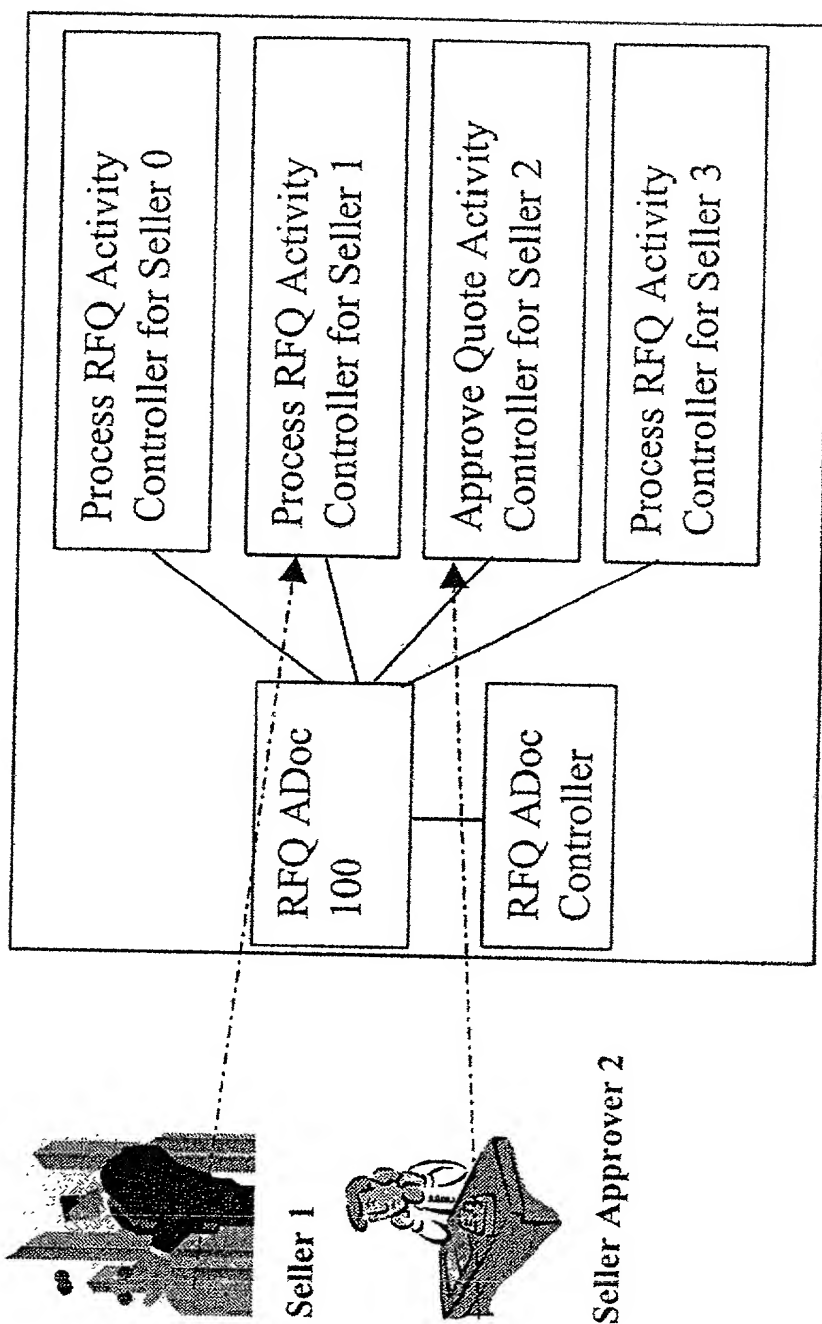 Seller 1
Seller Approver 2
RFQ ADoc
100
RFQ ADoc
Controller
Process RFQ Activity
Controller for Seller 0
Process RFQ Activity
Controller for Seller 1
Approve Quote Activity
Controller for Seller 2
Process RFQ Activity
Controller for Seller 3